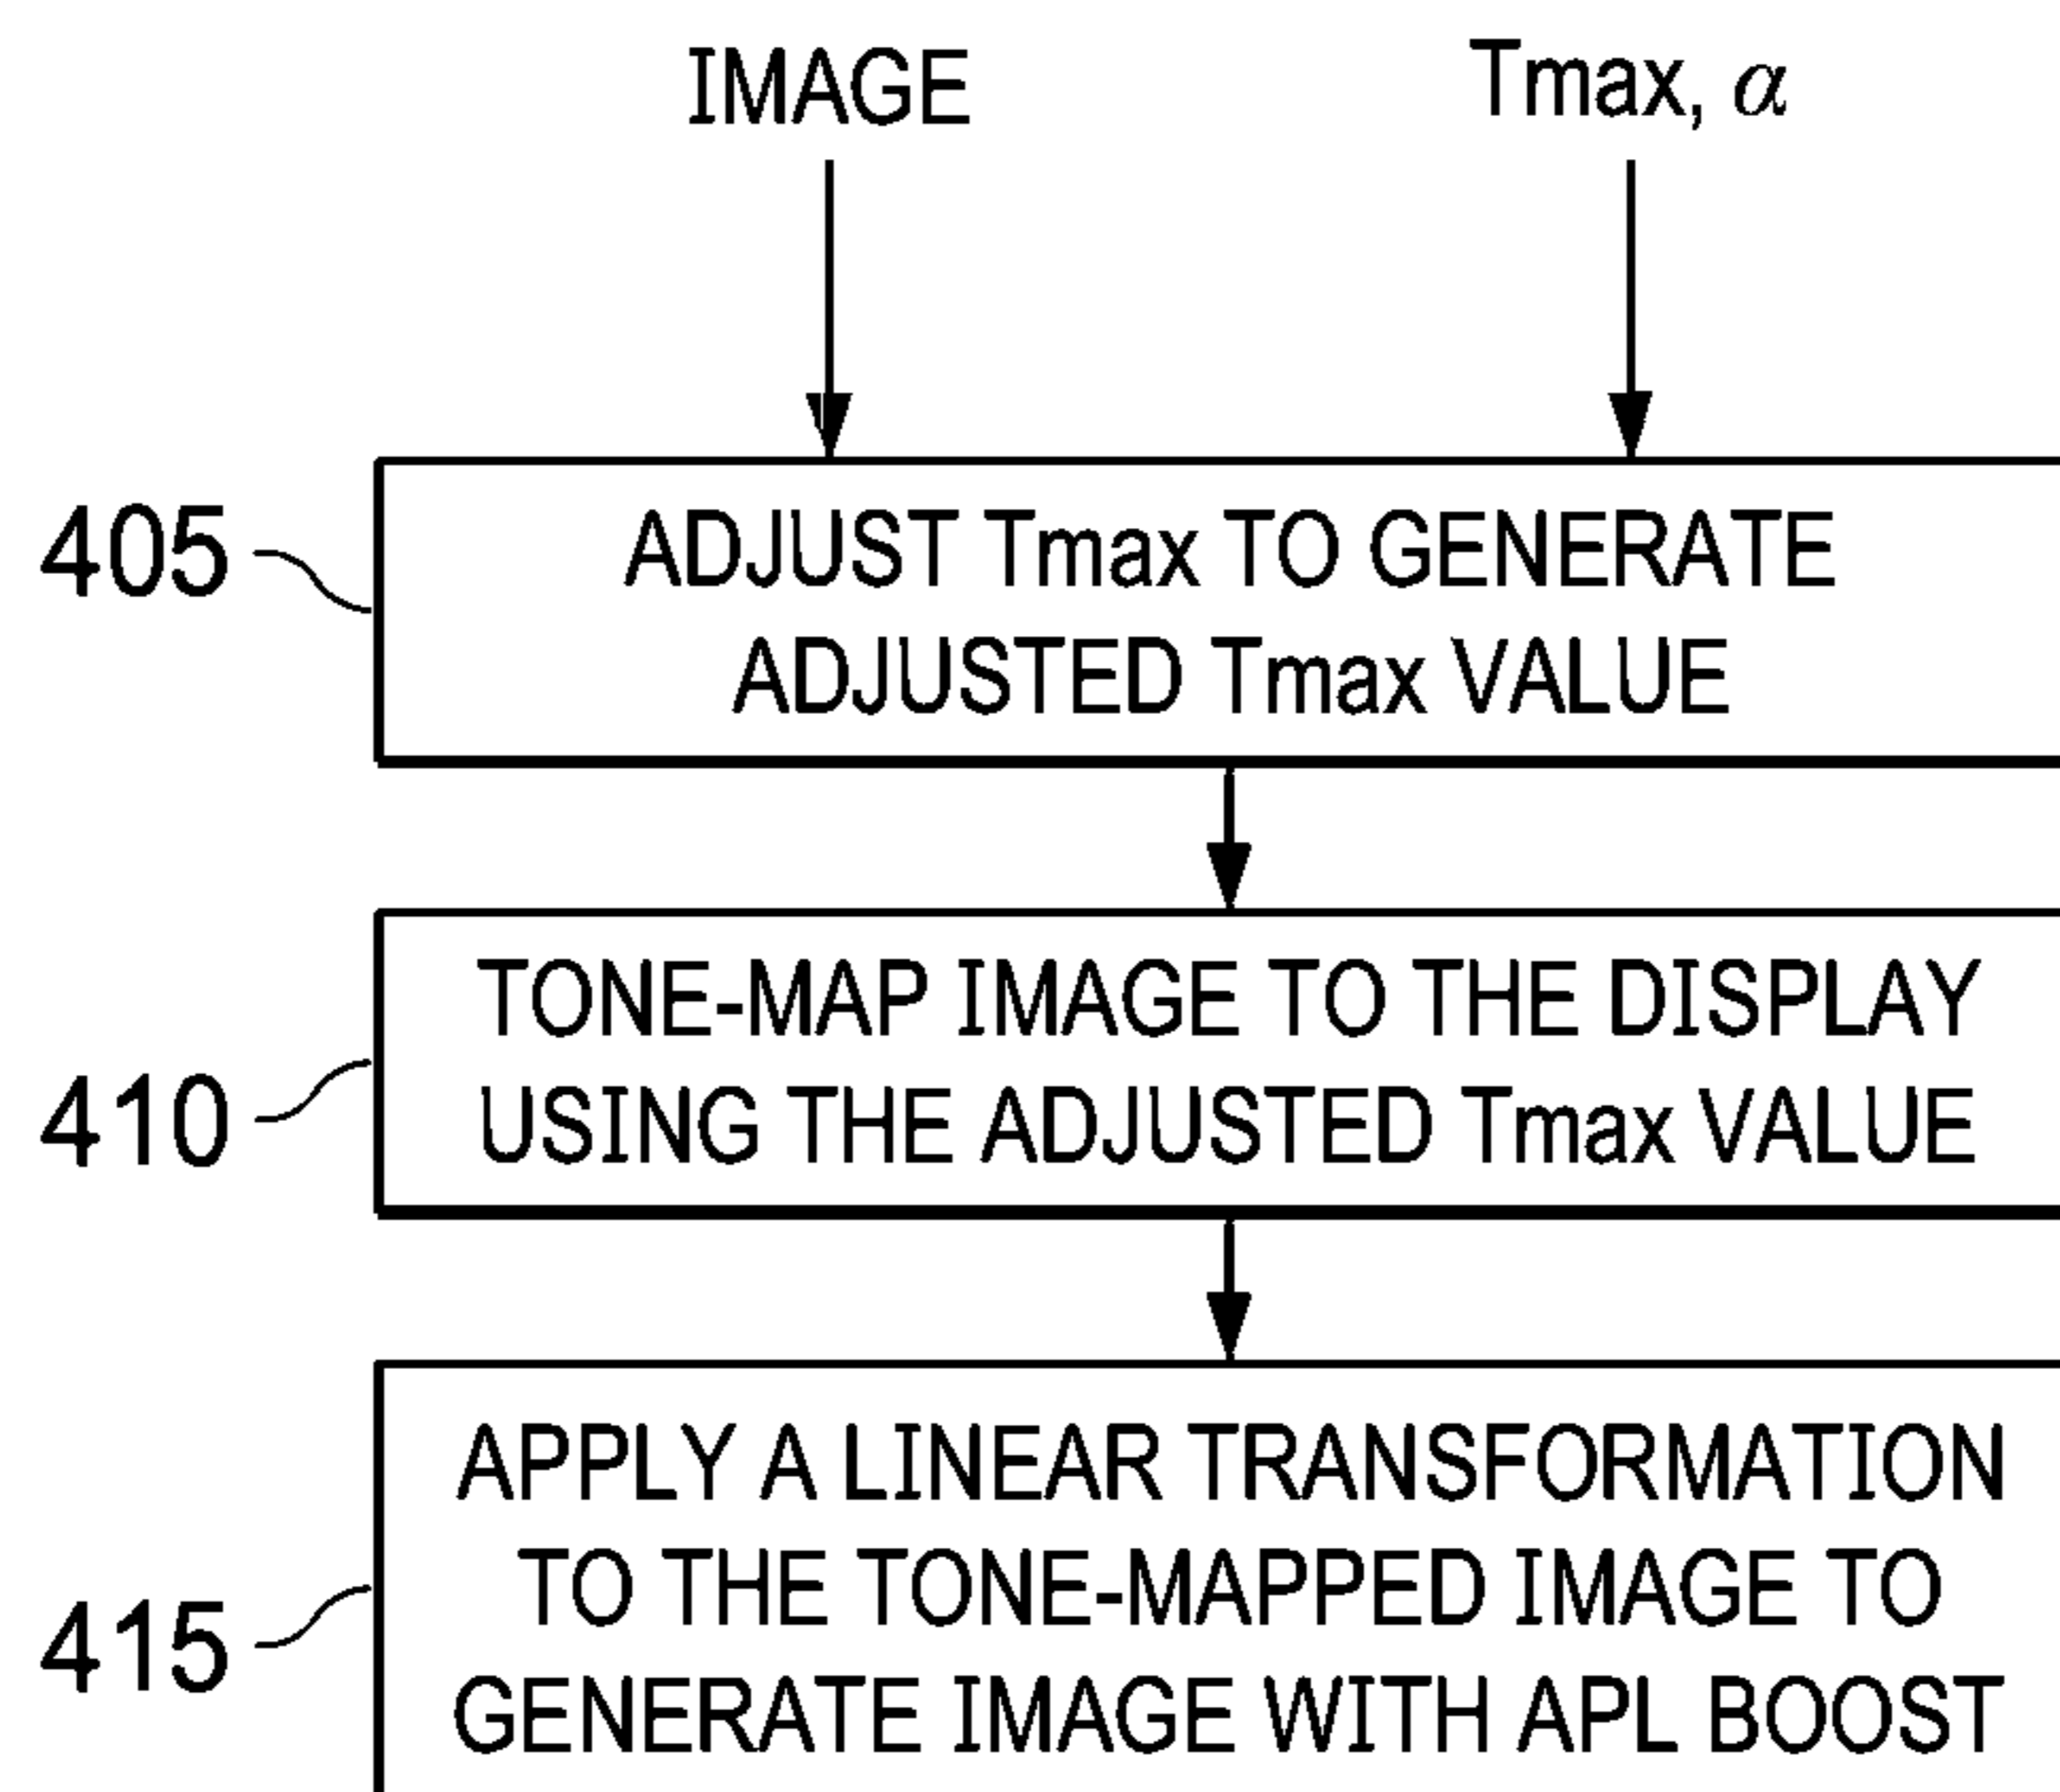 IMAGE
Tmax, α
405
ADJUST Tmax TO GENERATE
ADJUSTED Tmax VALUE
410
TONE-MAP IMAGE TO THE DISPLAY
USING THE ADJUSTED Tmax VALUE
415
APPLY A LINEAR TRANSFORMATION
TO THE TONE-MAPPED IMAGE TO
GENERATE IMAGE WITH APL BOOST